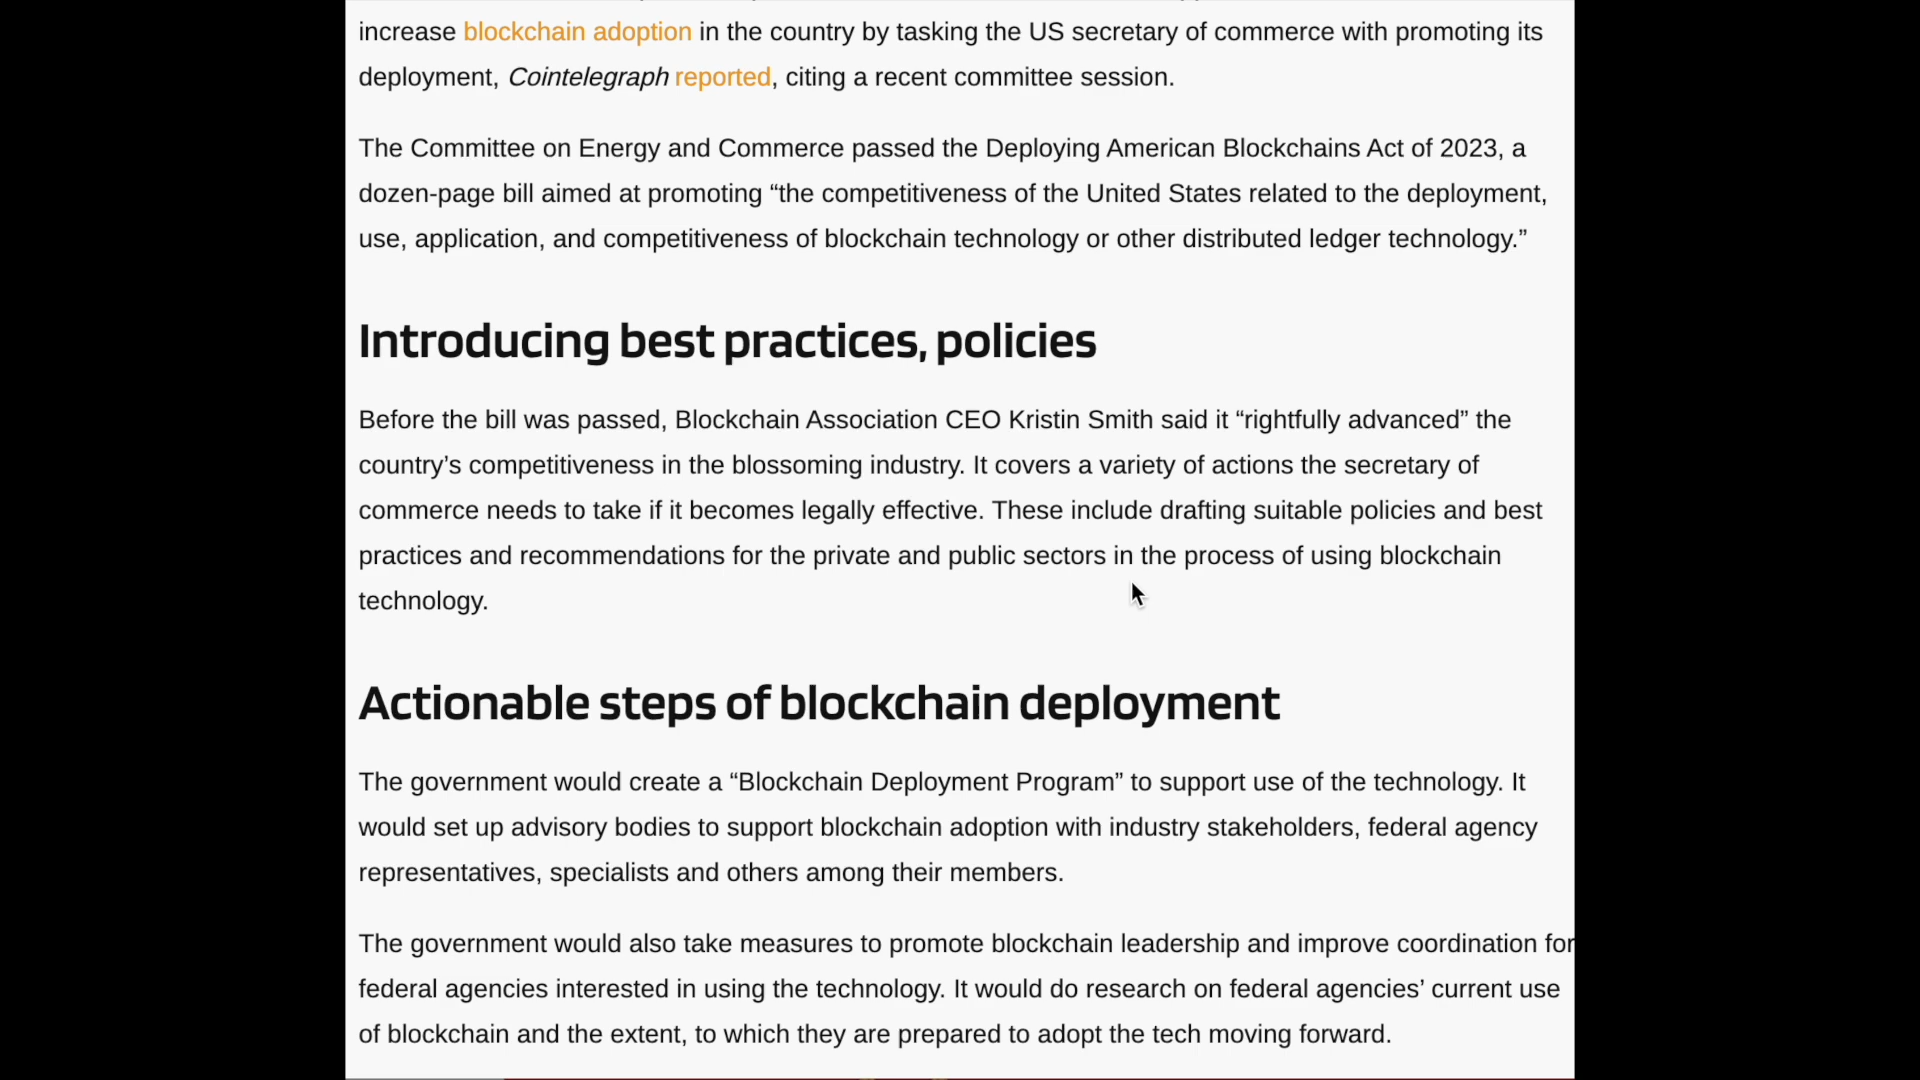 increase blockchain adoption in the country by tasking the US secretary of commerce with promoting its
deployment, Cointelegraph reported, citing a recent committee session.
The Committee on Energy and Commerce passed the Deploying American Blockchains Act of 2023, a
dozen-page bill aimed at promoting “the competitiveness of the United States related to the deployment,
use, application, and competitiveness of blockchain technology or other distributed ledger technology.”
Introducing best practices, policies
Before the bill was passed, Blockchain Association CEO Kristin Smith said it “rightfully advanced” the
country’s competitiveness in the blossoming industry. It covers a variety of actions the secretary of
commerce needs to take if it becomes legally effective. These include drafting suitable policies and best
practices and recommendations for the private and public sectors in the process of using blockchain
technology.
Actionable steps of blockchain deployment
The government would create a “Blockchain Deployment Program” to support use of the technology. It
would set up advisory bodies to support blockchain adoption with industry stakeholders, federal agency
representatives, specialists and others among their members.
The government would also take measures to promote blockchain leadership and improve coordination for
federal agencies interested in using the technology. It would do research on federal agencies’ current use
of blockchain and the extent, to which they are prepared to adopt the tech moving forward.